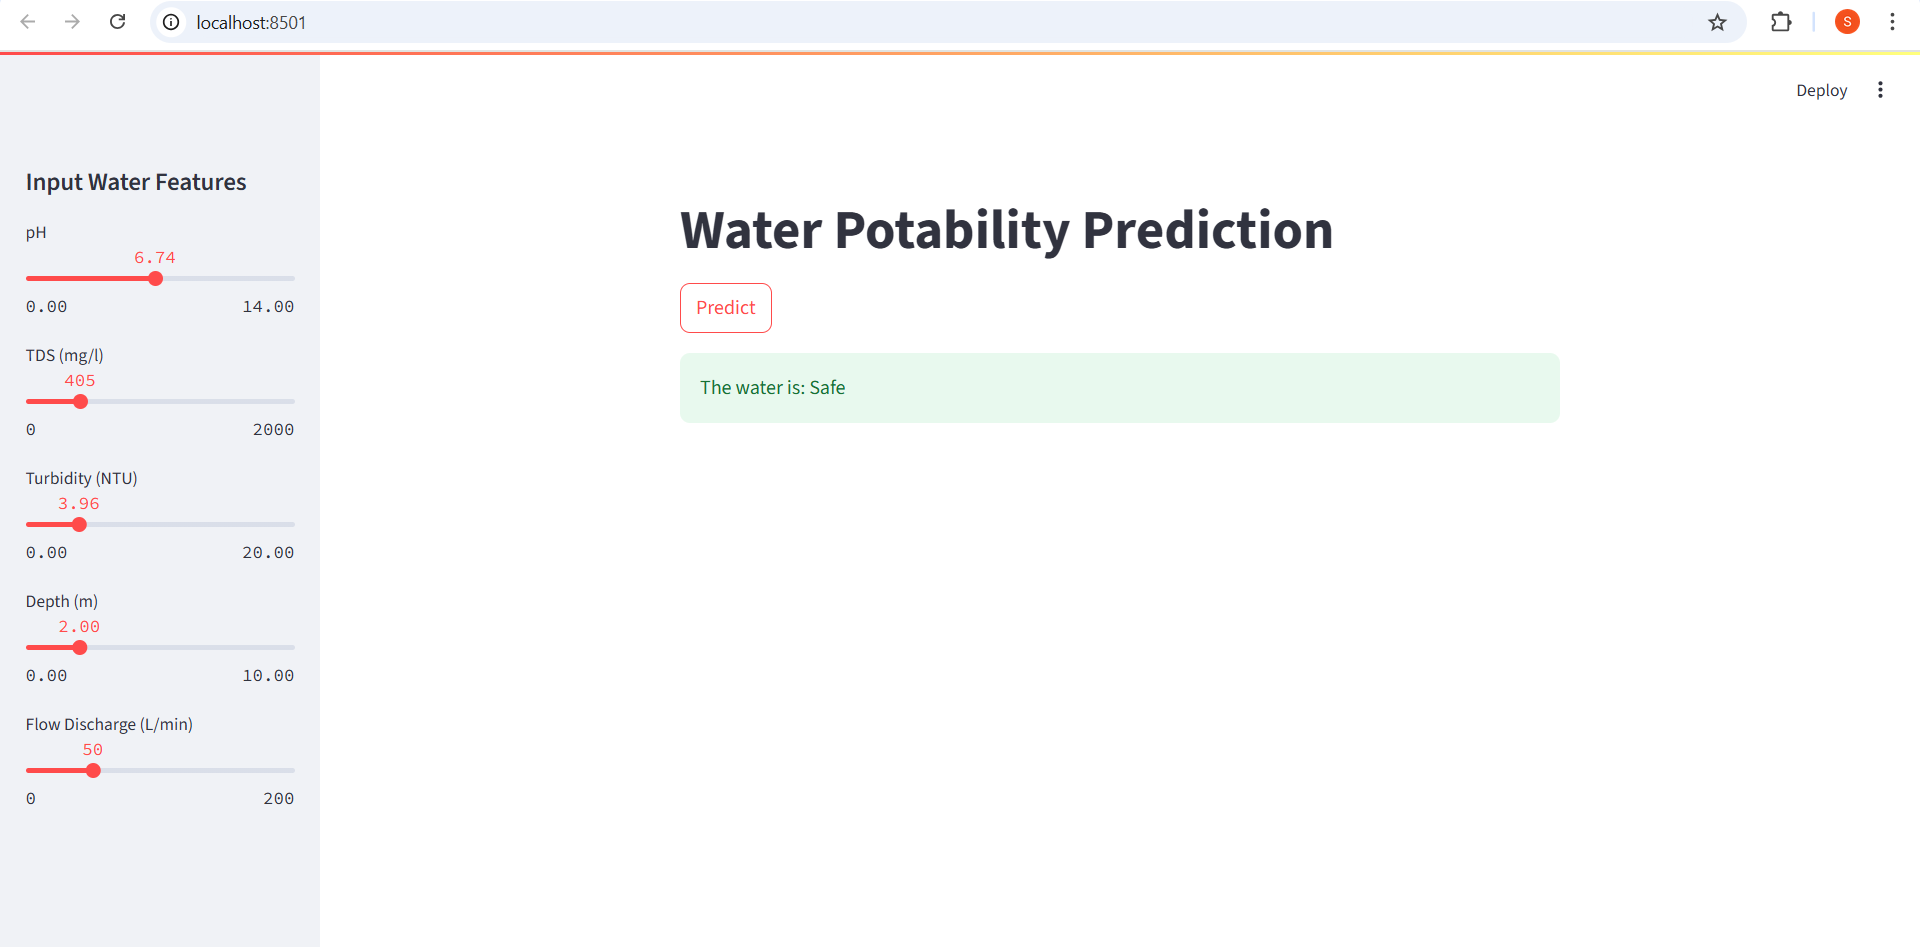 localhost:8501
S
Deploy
Input Water Features
pH
6.74
0.00 14.00
TDS (mg/l)
405
0 2000
Turbidity (NTU)
3.96
0.00 20.00
Depth (m)
2.00
0.00 10.00
Flow Discharge (L/min)
50
0 200
Water Potability Prediction
Predict
The water is: Safe